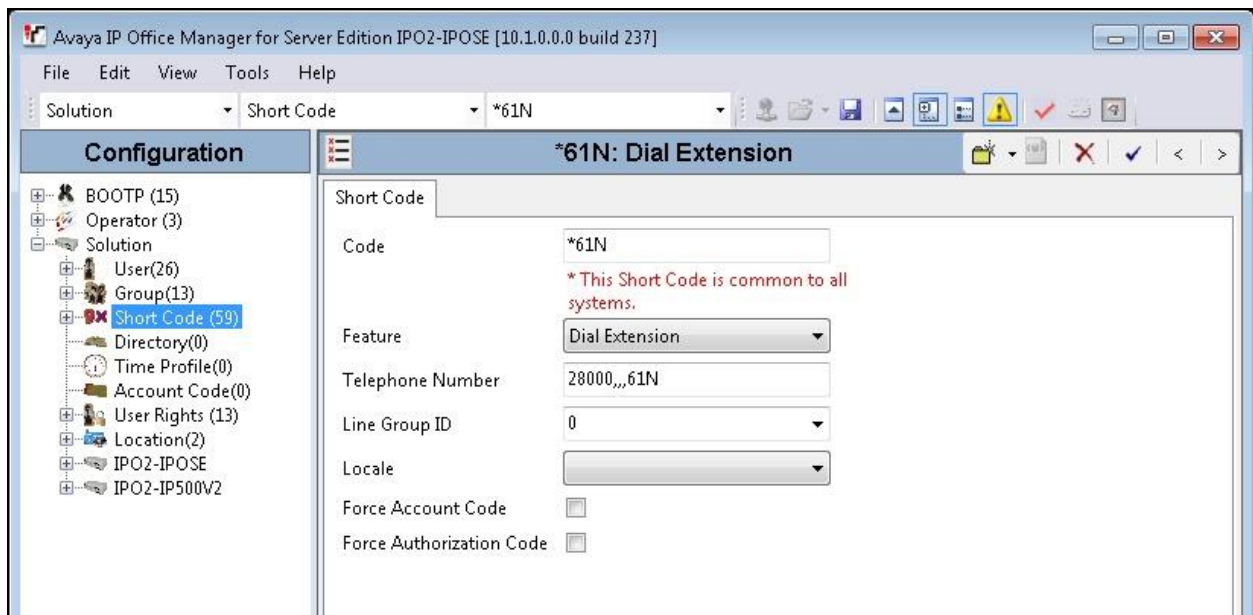 Avaya IP Office Manager for Server Edition IPO2-IPOSE [10.1.0.0.0 build 237]
File Edit View Tools Help
Solution Short Code *61N
Configuration
BOOTP (15)
Operator (3)
Solution
User(26)
Group(13)
Short Code (59)
Directory(0)
Time Profile(0)
Account Code(0)
User Rights (13)
Location(2)
IPO2-IPOSE
IPO2-IP500V2
*61N: Dial Extension
Short Code
Code *61N
* This Short Code is common to all
systems.
Feature Dial Extension
Telephone Number 28000,,,61N
Line Group ID 0
Locale
Force Account Code
Force Authorization Code